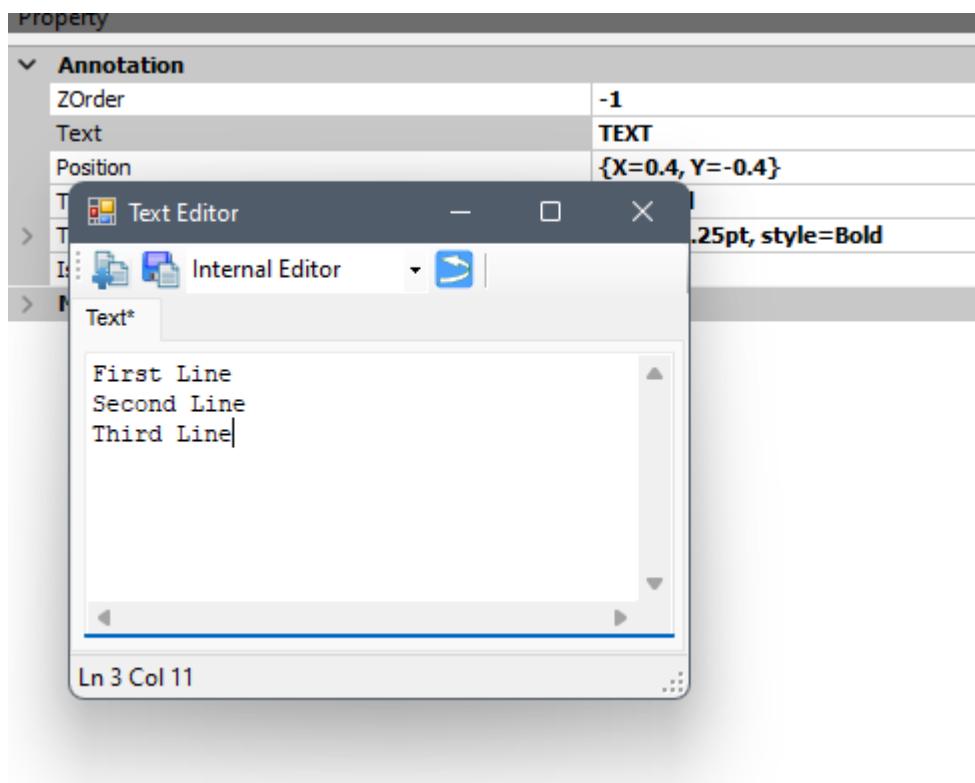 Property
Annotation
ZOrder -1
Text TEXT
Position {X=0.4, Y=-0.4}
Text Editor
.25pt, style=Bold
Internal Editor
Text*
First Line
Second Line
Third Line
Ln 3 Col 11